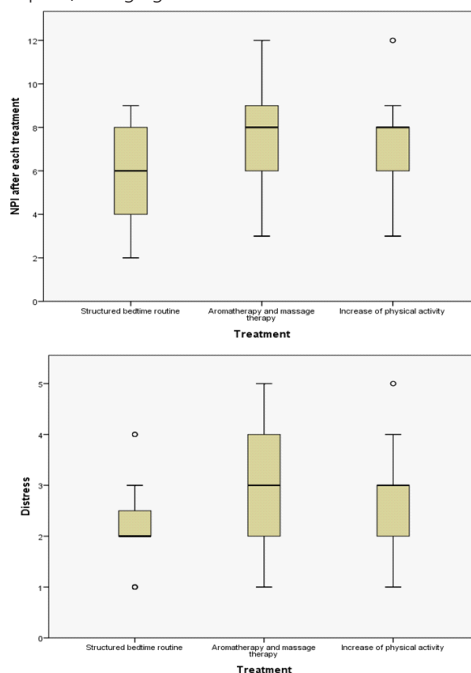 12
10
8
6
4
2
0
NPI after each treatment
Structured bedtime routine
Aromatherapy and massage
therapy
Increase of physical activity
Treatment
5
4
3
2
1
0
Distress
Structured bedtime routine
Aromatherapy and massage
therapy
Increase of physical activity
Treatment